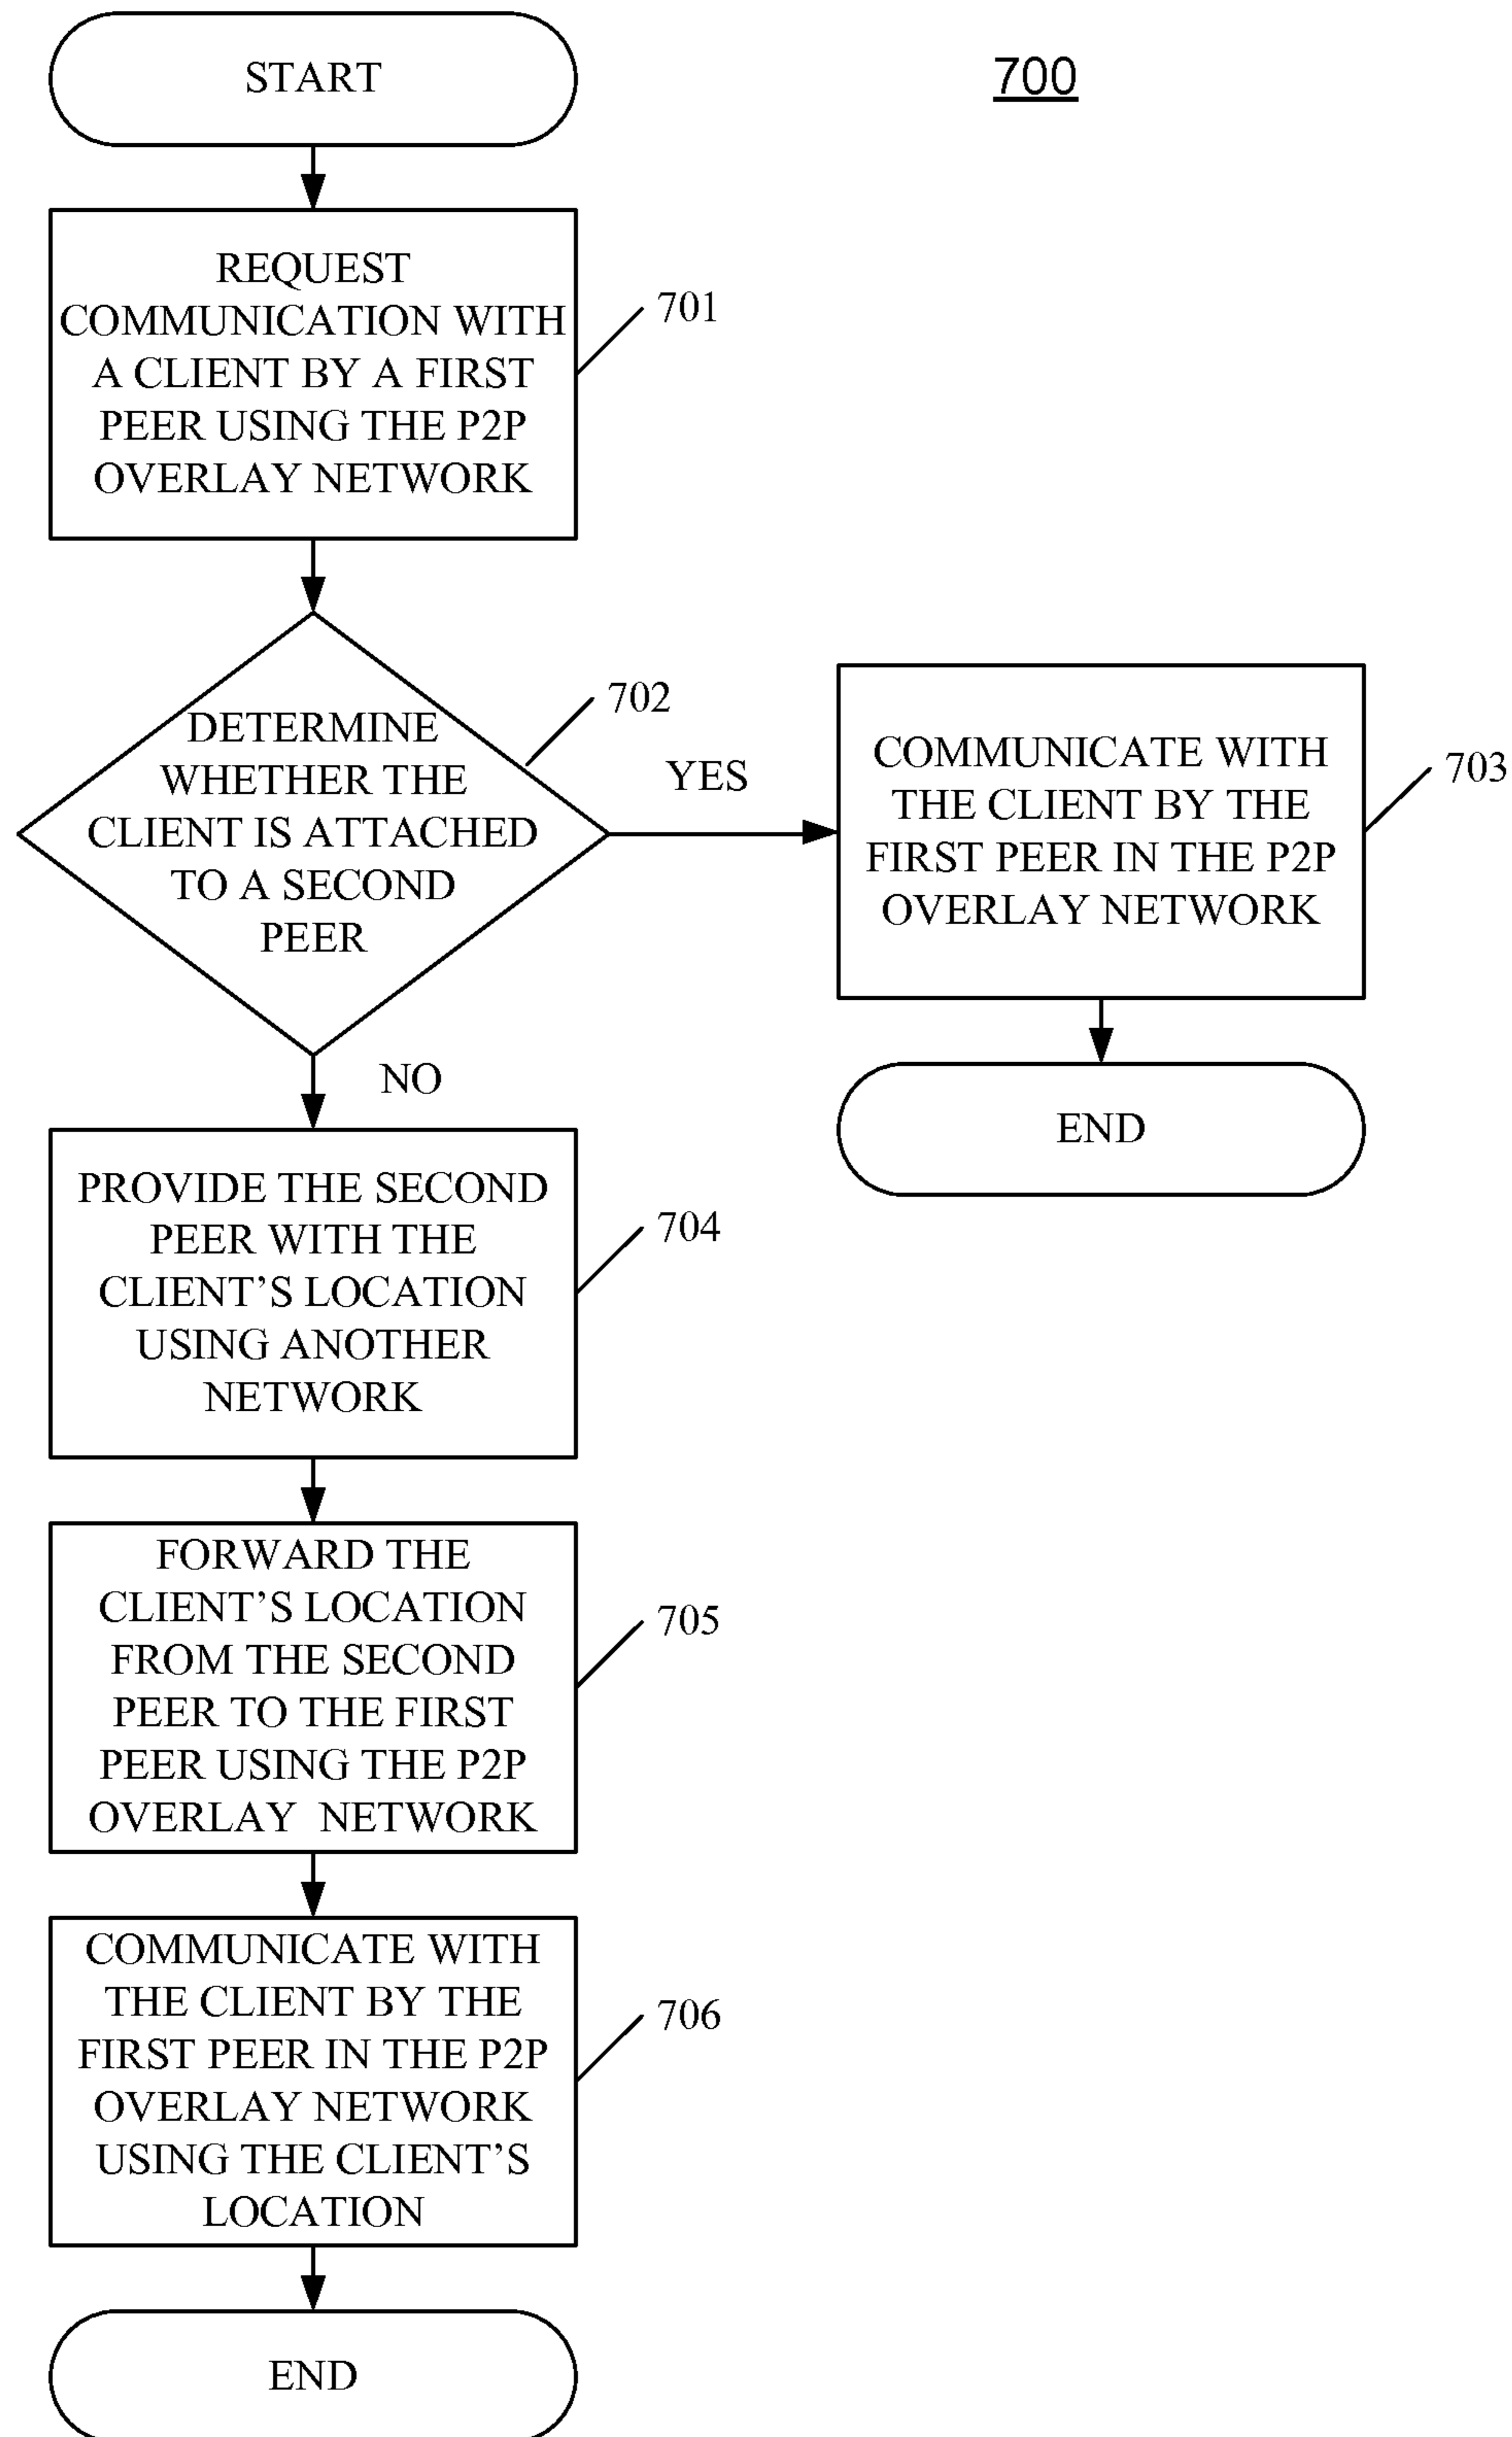 START
700
REQUEST
COMMUNICATION WITH
A CLIENT BY A FIRST
PEER USING THE P2P
OVERLAY NETWORK
701
DETERMINE
WHETHER THE
CLIENT IS ATTACHED
TO A SECOND
PEER
702
YES
COMMUNICATE WITH
THE CLIENT BY THE
FIRST PEER IN THE P2P
OVERLAY NETWORK
703
END
NO
PROVIDE THE SECOND
PEER WITH THE
CLIENT’S LOCATION
USING ANOTHER
NETWORK
704
FORWARD THE
CLIENT’S LOCATION
FROM THE SECOND
PEER TO THE FIRST
PEER USING THE P2P
OVERLAY NETWORK
705
COMMUNICATE WITH
THE CLIENT BY THE
FIRST PEER IN THE P2P
OVERLAY NETWORK
USING THE CLIENT’S
LOCATION
706
END